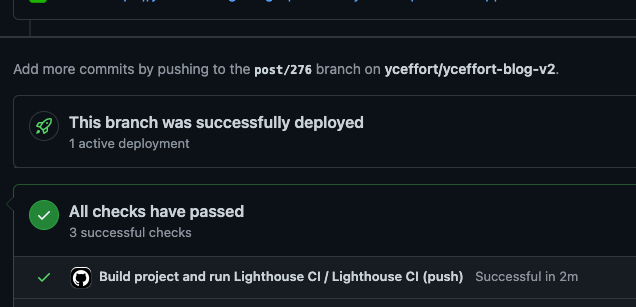 Add more commits by pushing to the post/276 branch on yceffort/yceffort-blog-v2.
This branch was successfully deployed
1 active deployment
All checks have passed
3 successful checks
Build project and run Lighthouse CI / Lighthouse CI (push) Successful in 2m